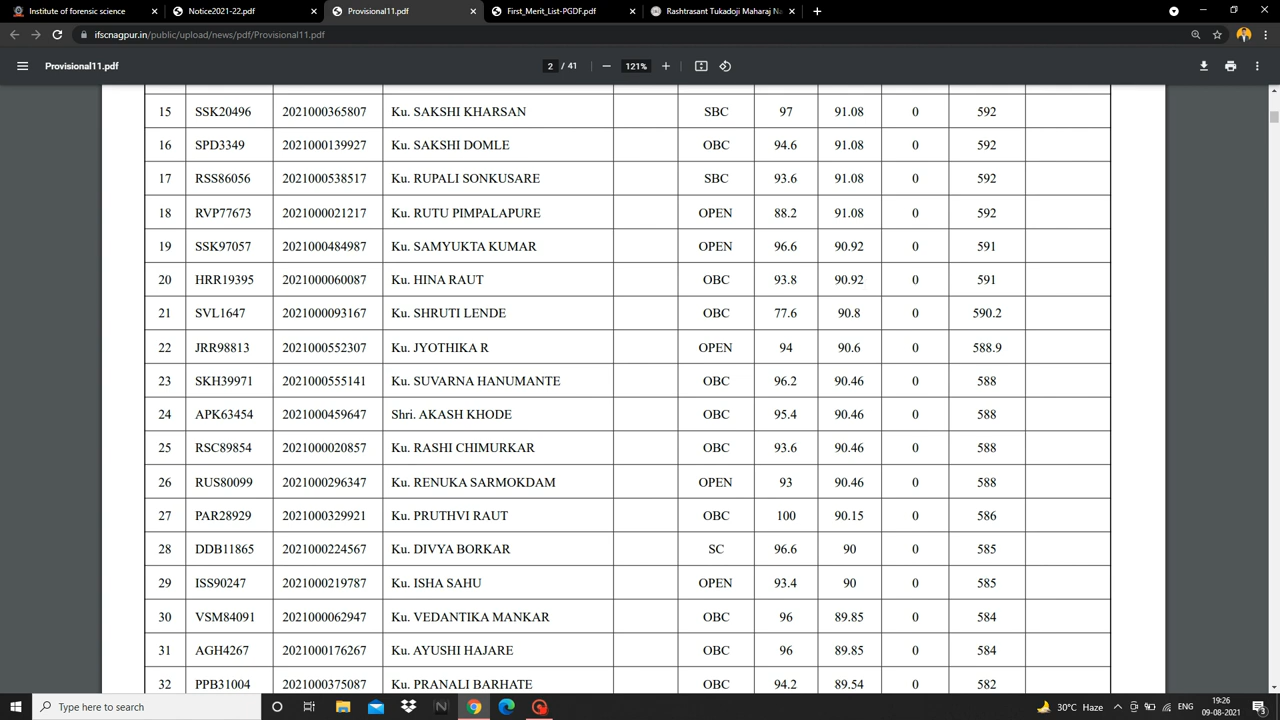 Institute of forensic science
Notice2021-22.pdf
Provisional11.pdf
First_Merit_List-PGDF.pdf
Rashtrasant Tukadoji Maharaj Na
ifscnagpur.in/public/upload/news/pdf/Provisional11.pdf
Provisional11.pdf
2 / 41
121%
15 SSK20496 2021000365807 Ku. SAKSHI KHARSAN SBC 97 91.08 0 592
16 SPD3349 2021000139927 Ku. SAKSHI DOMLE OBC 94.6 91.08 0 592
17 RSS86056 2021000538517 Ku. RUPALI SONKUSARE SBC 93.6 91.08 0 592
18 RVP77673 2021000021217 Ku. RUTU PIMPALAPURE OPEN 88.2 91.08 0 592
19 SSK97057 2021000484987 Ku. SAMYUKTA KUMAR OPEN 96.6 90.92 0 591
20 HRR19395 2021000060087 Ku. HINA RAUT OBC 93.8 90.92 0 591
21 SVL1647 2021000093167 Ku. SHRUTI LENDE OBC 77.6 90.8 0 590.2
22 JRR98813 2021000552307 Ku. JYOTHIKA R OPEN 94 90.6 0 588.9
23 SKH39971 2021000555141 Ku. SUVARNA HANUMANTE OBC 96.2 90.46 0 588
24 APK63454 2021000459647 Shri. AKASH KHODE OBC 95.4 90.46 0 588
25 RSC89854 2021000020857 Ku. RASHI CHIMURKAR OBC 93.6 90.46 0 588
26 RUS80099 2021000296347 Ku. RENUKA SARMOKDAM OPEN 93 90.46 0 588
27 PAR28929 2021000329921 Ku. PRUTHVI RAUT OBC 100 90.15 0 586
28 DDB11865 2021000224567 Ku. DIVYA BORKAR SC 96.6 90 0 585
29 ISS90247 2021000219787 Ku. ISHA SAHU OPEN 93.4 90 0 585
30 VSM84091 2021000062947 Ku. VEDANTIKA MANKAR OBC 96 89.85 0 584
31 AGH4267 2021000176267 Ku. AYUSHI HAJARE OBC 96 89.85 0 584
32 PPB31004 2021000375087 Ku. PRANALI BARHATE OBC 94.2 89.54 0 582
Type here to search
30°C Haze
ENG
19:26
09-08-2021